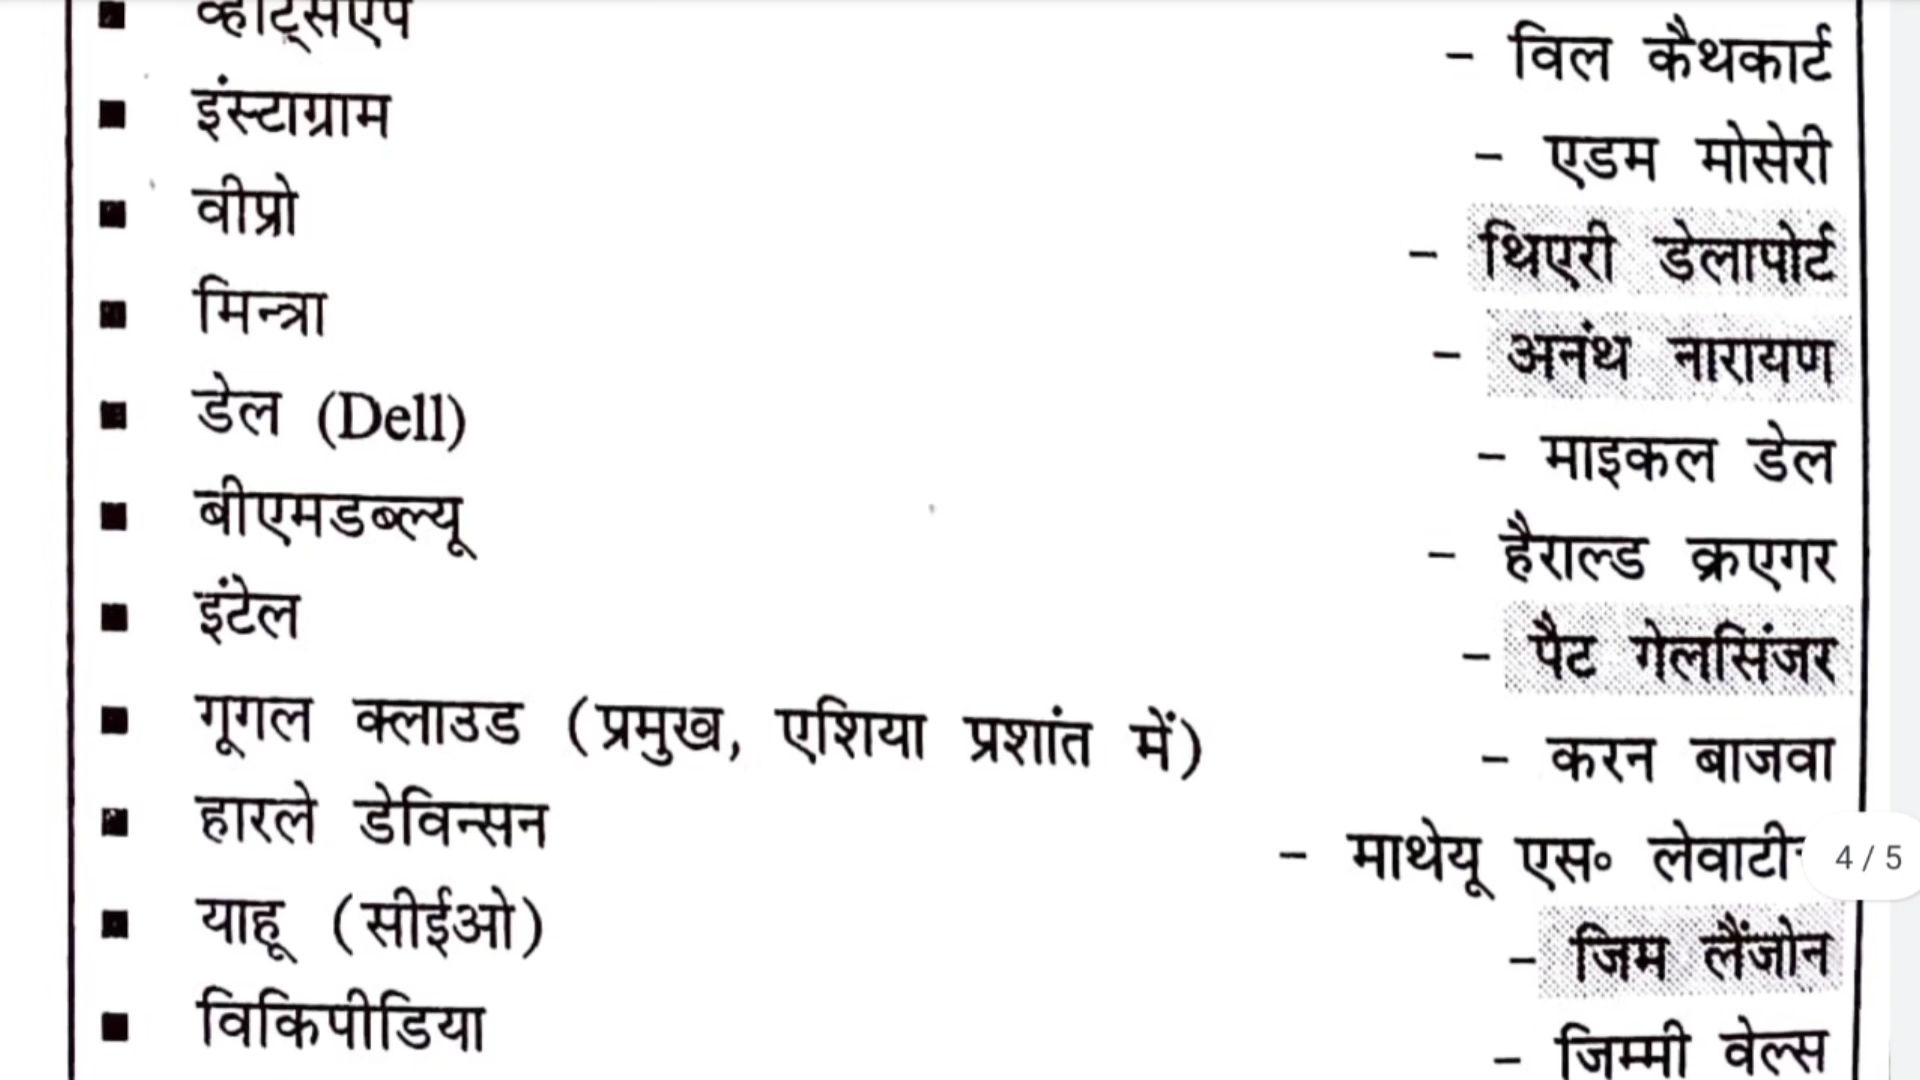 व्हाट्सएप – विल कैथकार्ट
इंस्टाग्राम – एडम मोसेरी
वीप्रो – थिएरी डेलापोर्ट
मिन्त्रा – अनंथ नारायण
डेल (Dell) – माइकल डेल
बीएमडब्ल्यू – हैराल्ड क्रएगर
इंटेल – पैट गेलसिंजर
गूगल क्लाउड (प्रमुख, एशिया प्रशांत में) – करन बाजवा
हारले डेविन्सन – माथेयू एस॰
4 / 5
याहू (सीईओ) – जिम लैंजोन
विकिपीडिया – जिम्मी वेल्स